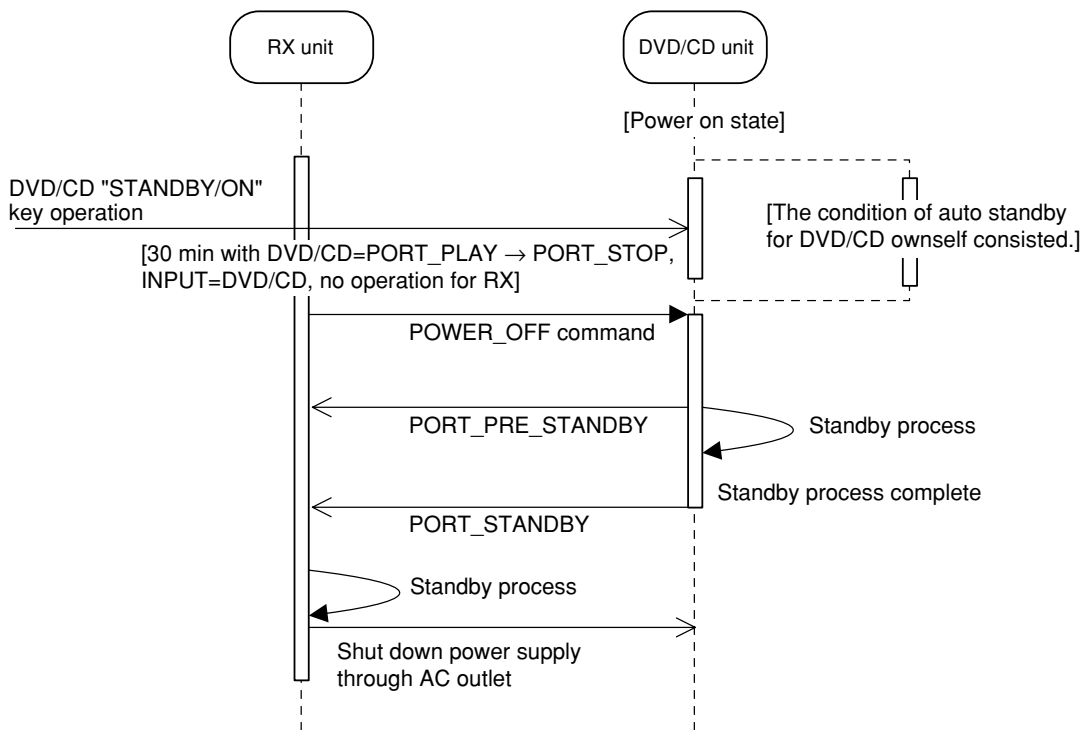 RX unit
DVD/CD unit
[Power on state]
DVD/CD "STANDBY/ON"
key operation
[The condition of auto standby
for DVD/CD ownself consisted.]
[30 min with DVD/CD=PORT_PLAY → PORT_STOP,
INPUT=DVD/CD, no operation for RX]
POWER_OFF command
PORT_PRE_STANDBY
Standby process
Standby process complete
PORT_STANDBY
Standby process
Shut down power supply
through AC outlet